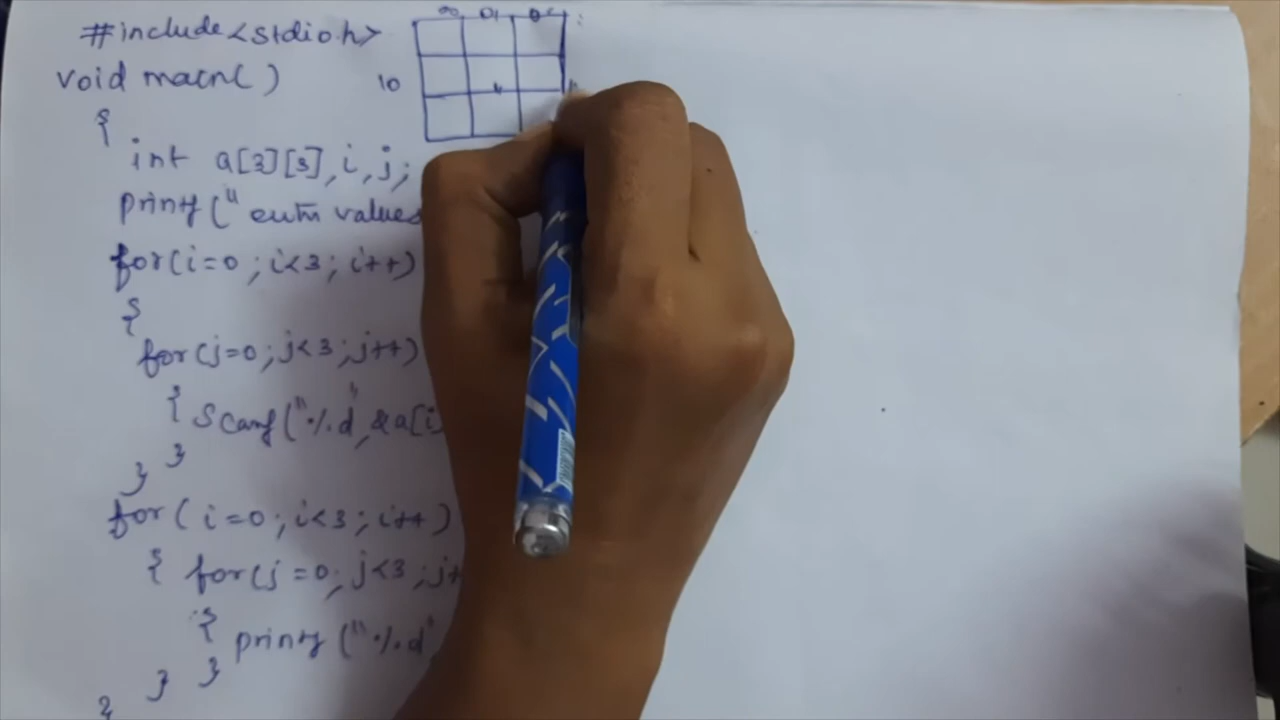 00 01 02
#include<stdio.h>
void main()
10 11
{
int a[3][3],i,j;
printf(" enter values
for(i=0;i<3;i++)
{
for(j=0;j<3;j++)
{ scanf("%d",&a[i]
}
}
for(i=0;i<3;i++)
{ for(j=0;j<3;j+
{ printf("%d"
}
}
}